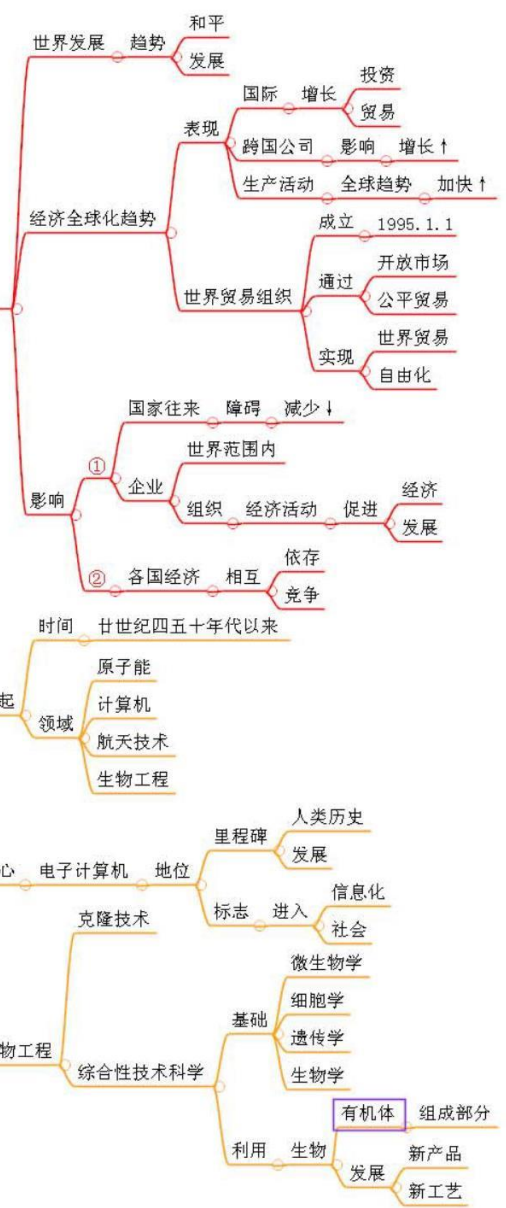 世界发展 趋势 和平
发展
经济全球化趋势
表现
国际 增长 投资
贸易
跨国公司 影响 增长↑
生产活动 全球趋势 加快↑
世界贸易组织
成立 1995.1.1
通过 开放市场
公平贸易
实现 世界贸易
自由化
影响
① 国家往来 障碍 减少↓
企业 世界范围内
组织 经济活动 促进 经济
发展
② 各国经济 相互 依存
竞争
起
时间 廿世纪四五十年代以来
领域 原子能
计算机
航天技术
生物工程
心 电子计算机 地位
里程碑 人类历史
发展
标志 进入 信息化
社会
物工程
克隆技术
综合性技术科学
基础 微生物学
细胞学
遗传学
生物学
利用 生物 有机体 组成部分
发展 新产品
新工艺